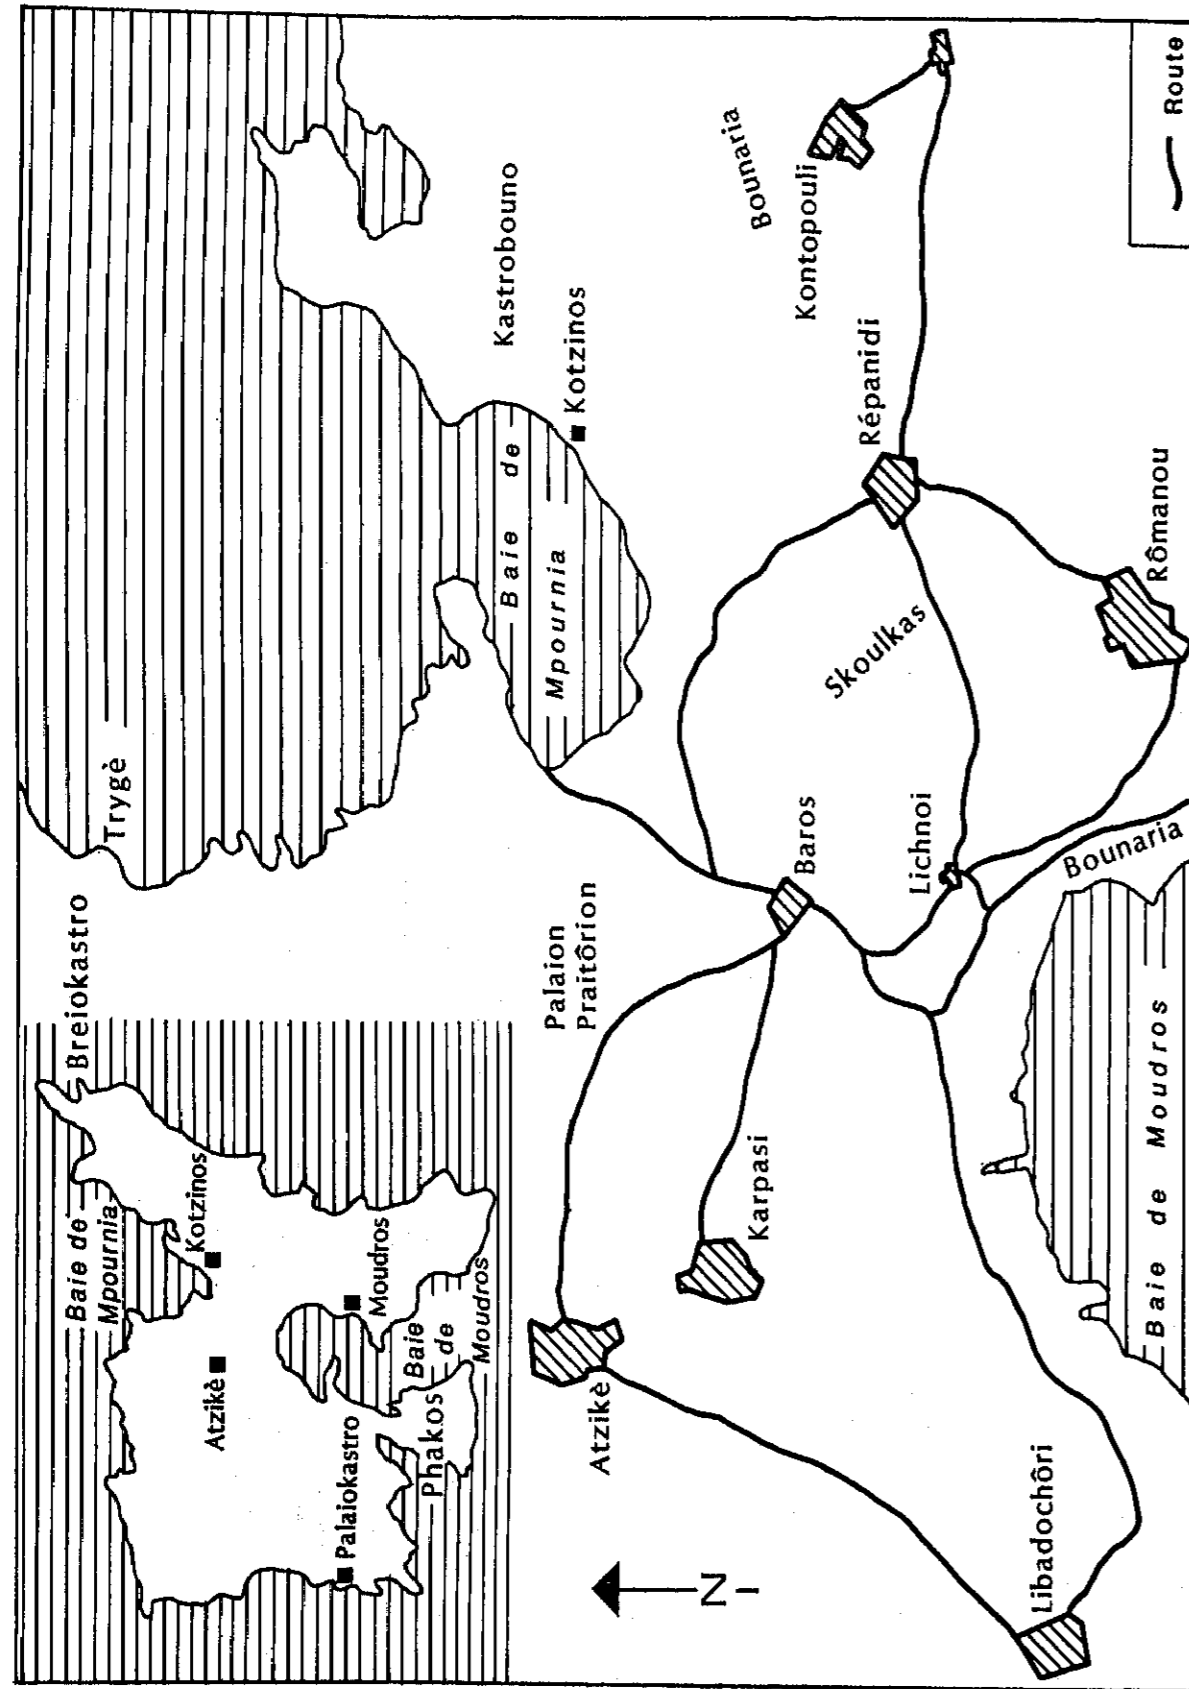 Breiokastro
Baie de
Mpournia
Kotzinos
Atzikè
Moudros
Baie
de
Moudros
Palaiokastro
Phakos
Trygè
Baie de
Mpournia
Kastrobouno
Kotzinos
Palaion
Praitôrion
Bounaria
Kontopouli
Atzikè
Karpasi
Baros
Répanidi
Skoulkas
Lichnoi
Rômanou
Bounaria
Libadochôri
Baie de Moudros
N
Route